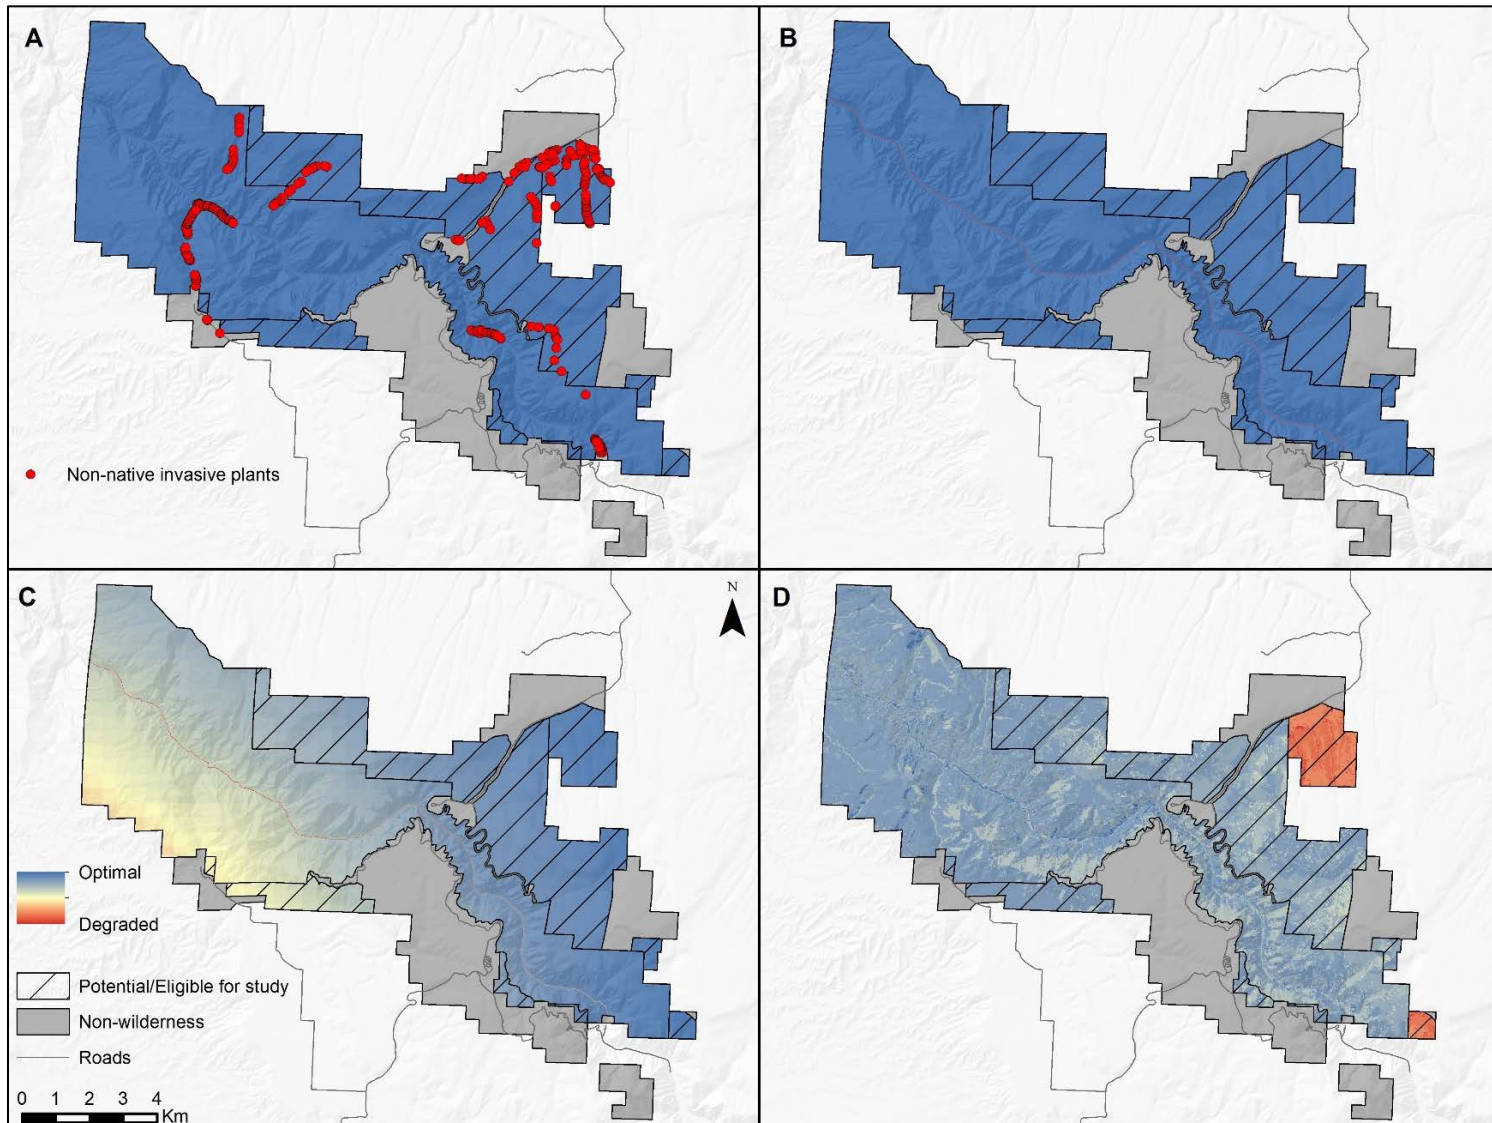 A
B
Non-native invasive plants
C
N
D
Optimal
Degraded
Potential/Eligible for study
Non-wilderness
Roads
0 1 2 3 4
Km